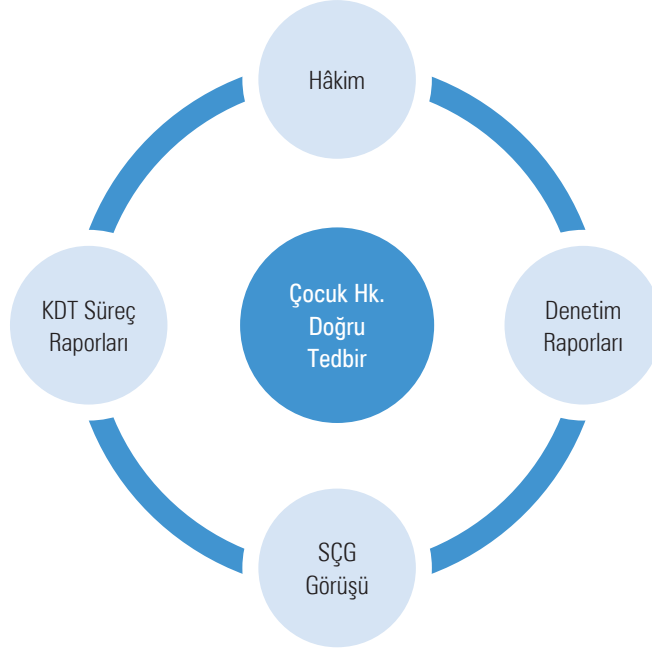 Hâkim
KDT Süreç
Raporları
Çocuk Hk.
Doğru
Tedbir
Denetim
Raporları
SÇG
Görüşü